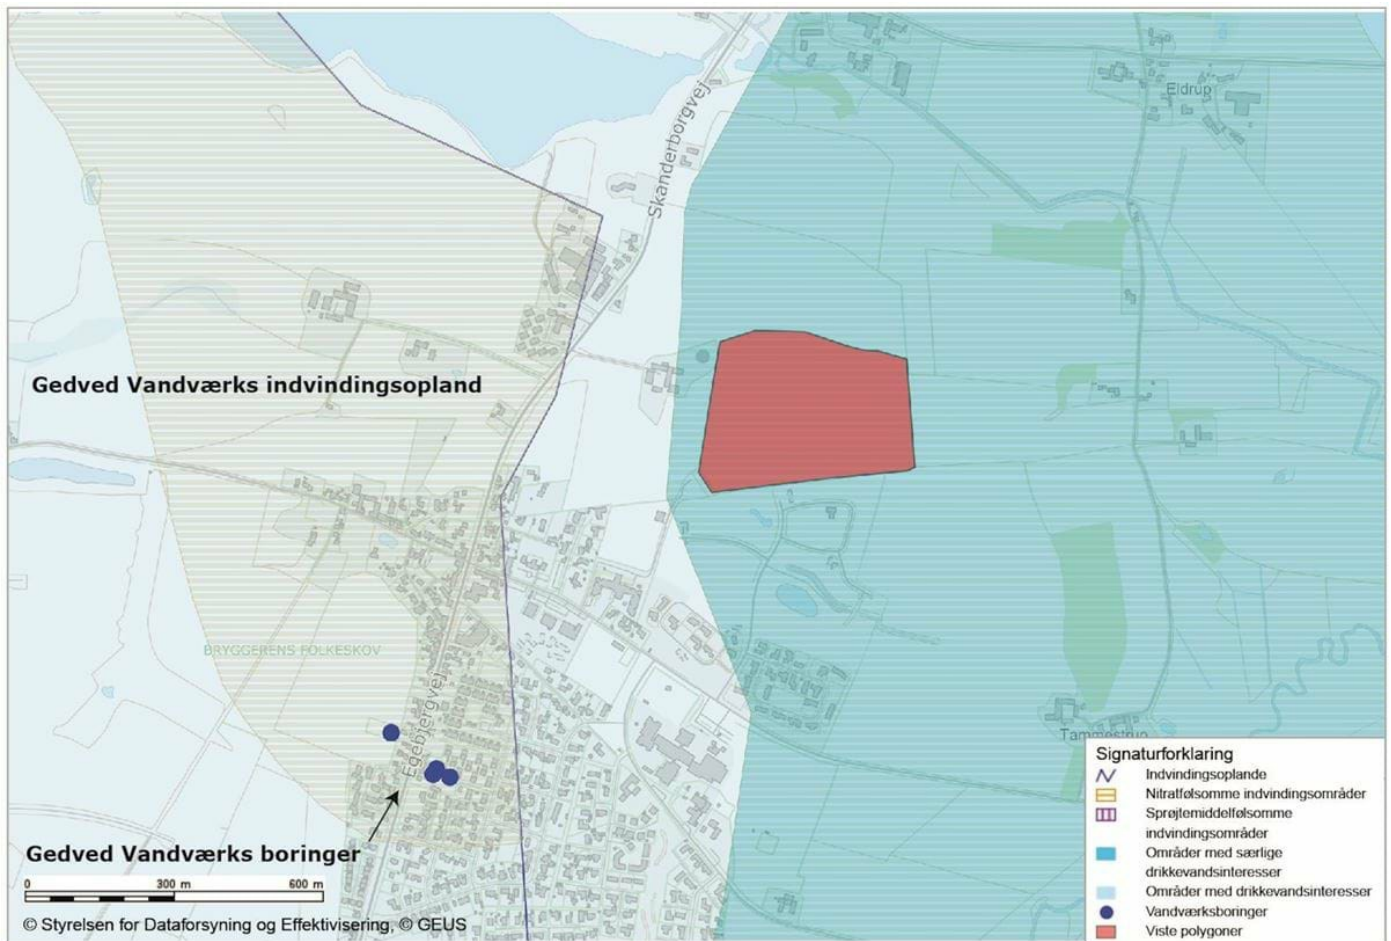 Eldrup
Skanderborgvej
Gedved Vandværks indvindingsopland
BRYGGERENS FOLKESKOV
Egebjergvej
Tammestrup
Gedved Vandværks boringer
0 300 m 600 m
© Styrelsen for Dataforsyning og Effektivisering, © GEUS
Signaturforklaring
Indvindingsoplande
Nitratfølsomme indvindingsområder
Sprøjtemiddelfølsomme
indvindingsområder
Områder med særlige
drikkevandsinteresser
Områder med drikkevandsinteresser
Vandværksboringer
Viste polygoner